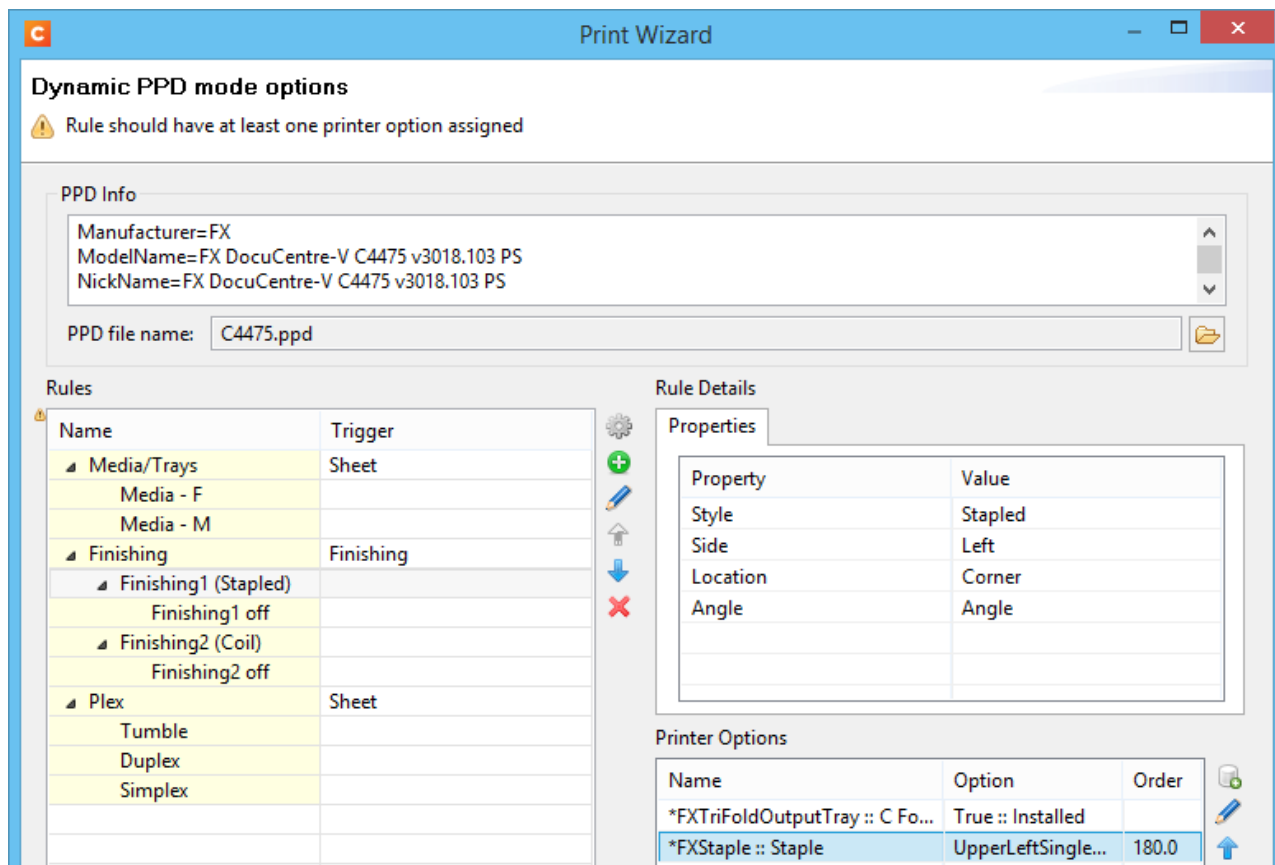 C
Print Wizard
Dynamic PPD mode options
Rule should have at least one printer option assigned
PPD Info
Manufacturer=FX
ModelName=FX DocuCentre-V C4475 v3018.103 PS
NickName=FX DocuCentre-V C4475 v3018.103 PS
PPD file name: C4475.ppd
Rules
Name Trigger
Media/Trays Sheet
Media - F
Media - M
Finishing Finishing
Finishing1 (Stapled)
Finishing1 off
Finishing2 (Coil)
Finishing2 off
Plex Sheet
Tumble
Duplex
Simplex
Rule Details
Properties
Property Value
Style Stapled
Side Left
Location Corner
Angle Angle
Printer Options
Name Option Order
*FXTriFoldOutputTray :: C Fo... True :: Installed
*FXStaple :: Staple UpperLeftSingle... 180.0